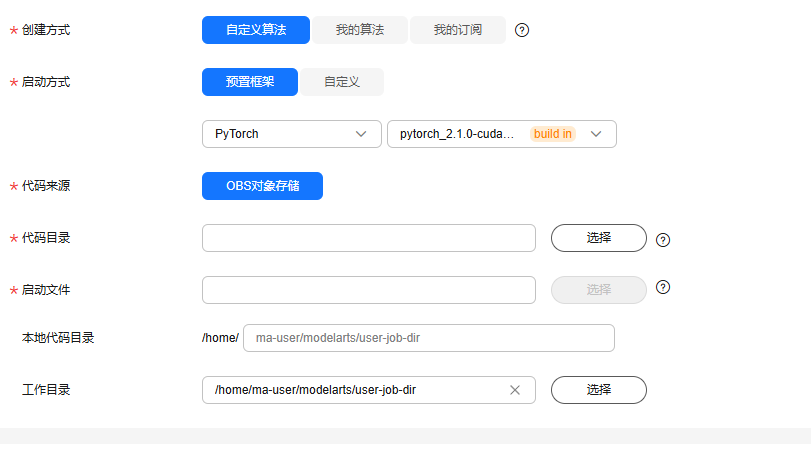 * 创建方式 自定义算法 我的算法 我的订阅 ?
* 启动方式 预置框架 自定义
PyTorch pytorch_2.1.0-cuda... build in
* 代码来源 OBS对象存储
* 代码目录 选择 ?
* 启动文件 选择 ?
本地代码目录 /home/ ma-user/modelarts/user-job-dir
工作目录 /home/ma-user/modelarts/user-job-dir 选择